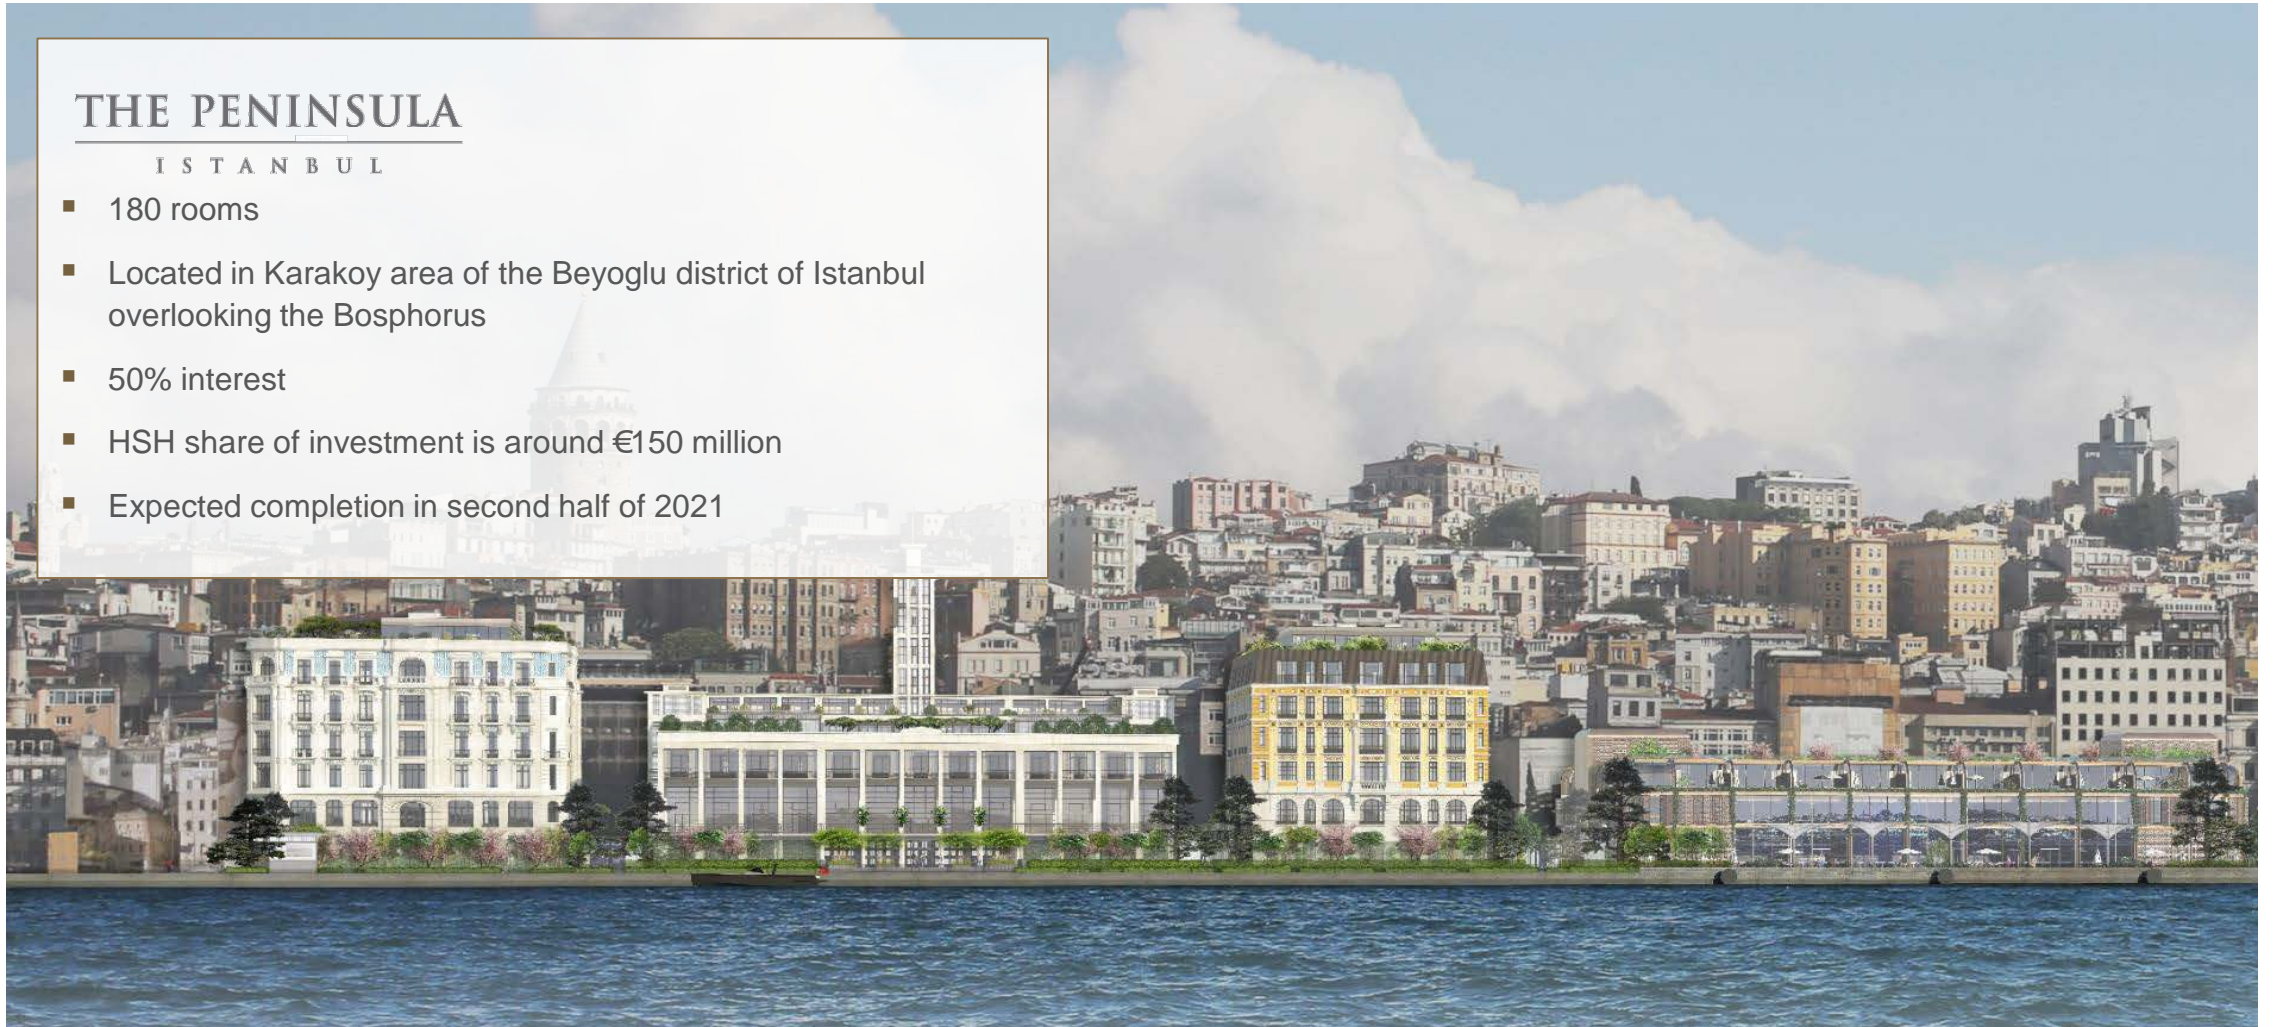 THE PENINSULA
ISTANBUL
▪ 180 rooms
▪ Located in Karakoy area of the Beyoglu district of Istanbul
overlooking the Bosphorus
▪ 50% interest
▪ HSH share of investment is around €150 million
▪ Expected completion in second half of 2021